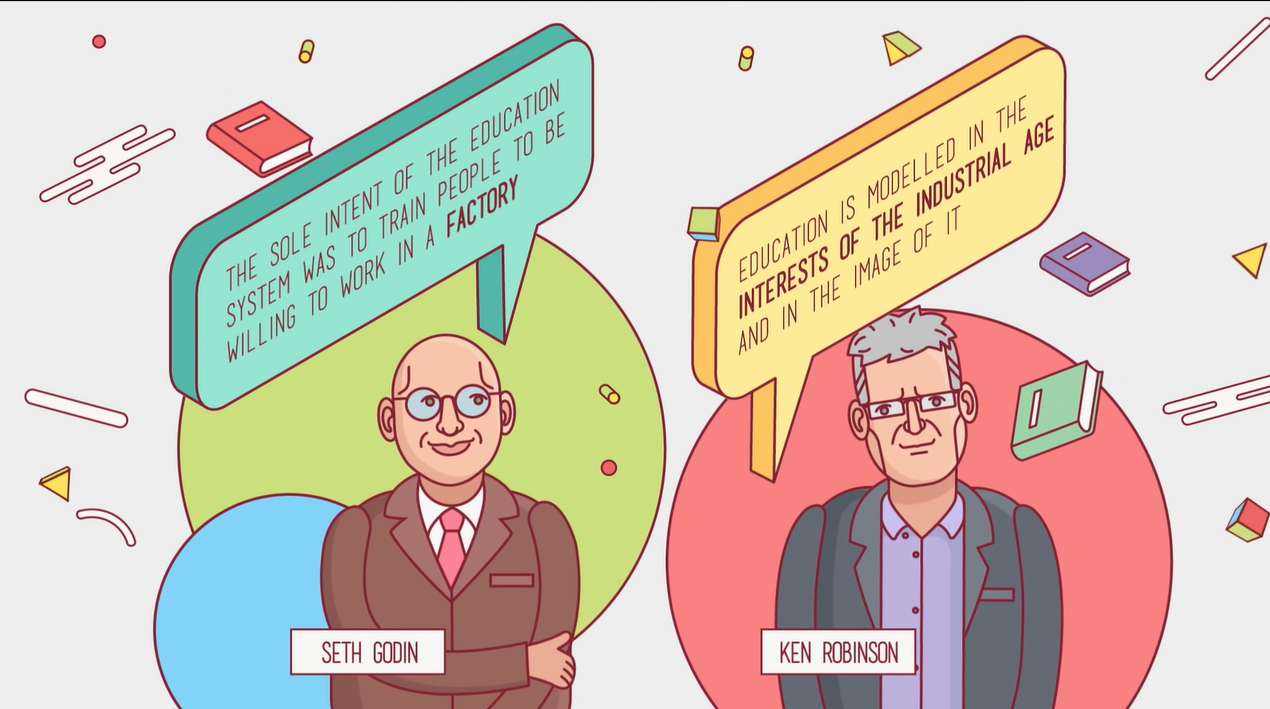 THE SOLE INTENT OF THE EDUCATION
SYSTEM WAS TO TRAIN PEOPLE TO BE
WILLING TO WORK IN A FACTORY
EDUCATION IS MODELLED IN THE
INTERESTS OF THE INDUSTRIAL AGE
AND IN THE IMAGE OF IT
SETH GODIN
KEN ROBINSON